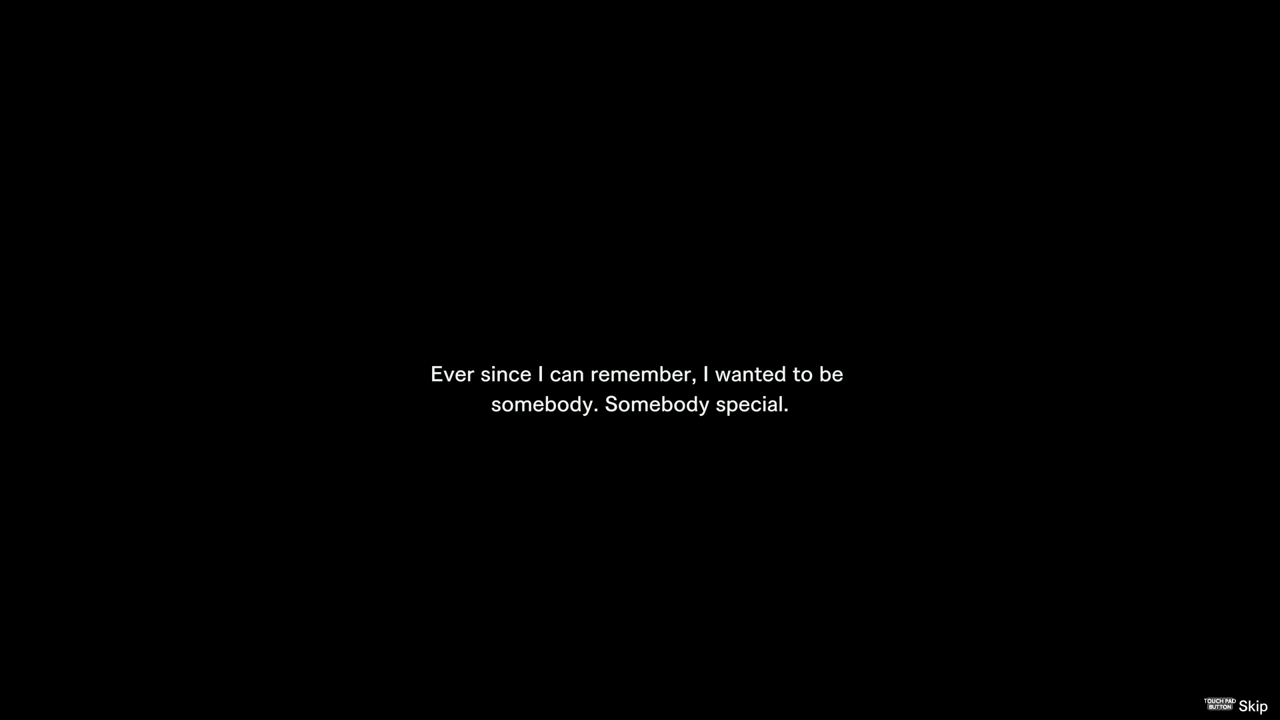 Ever since I can remember, I wanted to be
somebody. Somebody special.
TOUCH PAD
BUTTON
Skip